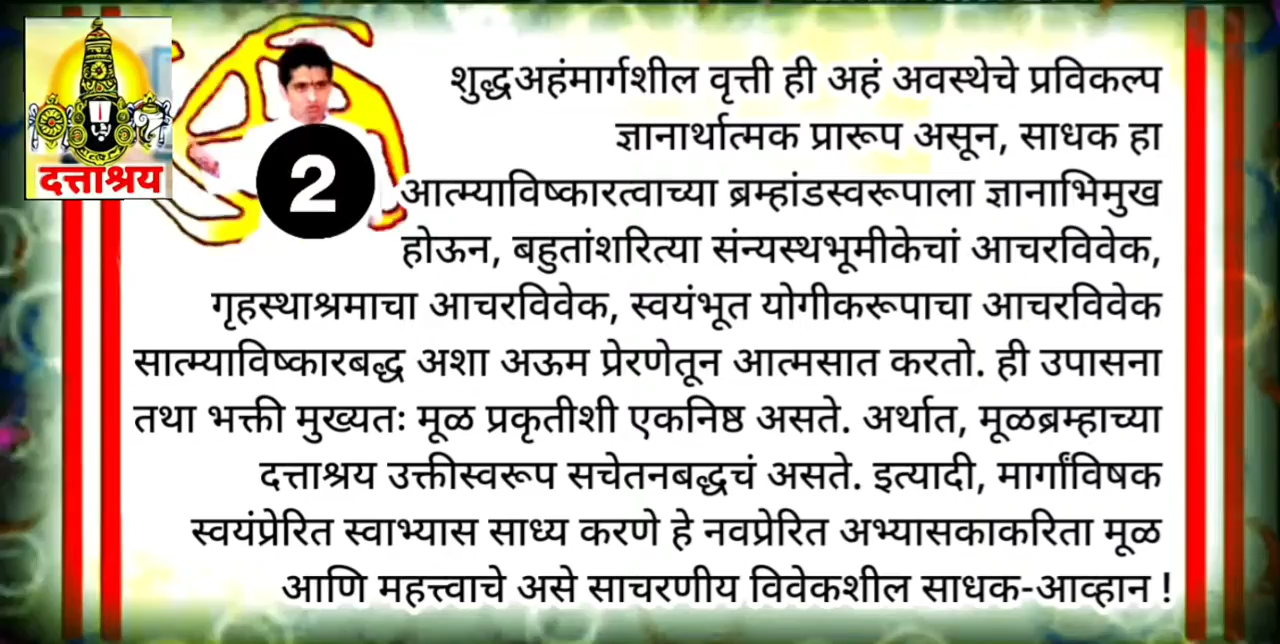 दत्ताश्रय
2
शुद्धअहंमार्गशील वृत्ती ही अहं अवस्थेचे प्रविकल्प
ज्ञानार्थात्मक प्रारूप असून, साधक हा
आत्म्याविष्कारत्वाच्या ब्रम्हांडस्वरूपाला ज्ञानाभिमुख
होऊन, बहुतांशरित्या संन्यस्थभूमीकेचां आचरविवेक,
गृहस्थाश्रमाचा आचरविवेक, स्वयंभूत योगीकरूपाचा आचरविवेक
सात्म्याविष्कारबद्ध अशा अऊम प्रेरणेतून आत्मसात करतो. ही उपासना
तथा भक्ती मुख्यतः मूळ प्रकृतीशी एकनिष्ठ असते. अर्थात, मूळब्रम्हाच्या
दत्ताश्रय उक्तीस्वरूप सचेतनबद्धचं असते. इत्यादी, मार्गांविषक
स्वयंप्रेरित स्वाभ्यास साध्य करणे हे नवप्रेरित अभ्यासकाकरिता मूळ
आणि महत्त्वाचे असे साचरणीय विवेकशील साधक-आव्हान !